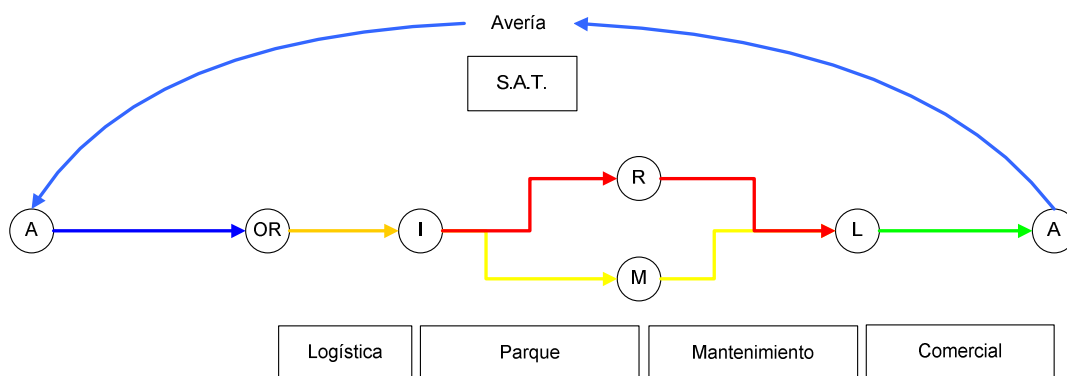 Avería
S.A.T.
R
A
OR
I
L
A
M
Logística
Parque
Mantenimiento
Comercial